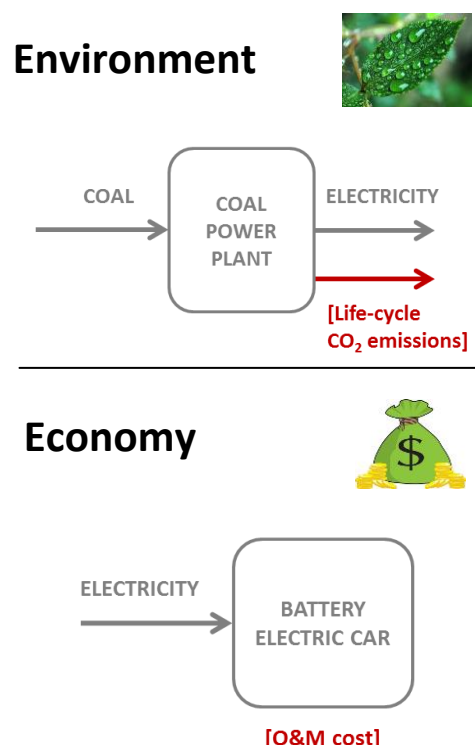 Environment
COAL
COAL
POWER
PLANT
ELECTRICITY
[Life-cycle
CO₂ emissions]
Economy
$
ELECTRICITY
BATTERY
ELECTRIC CAR
[O&M cost]